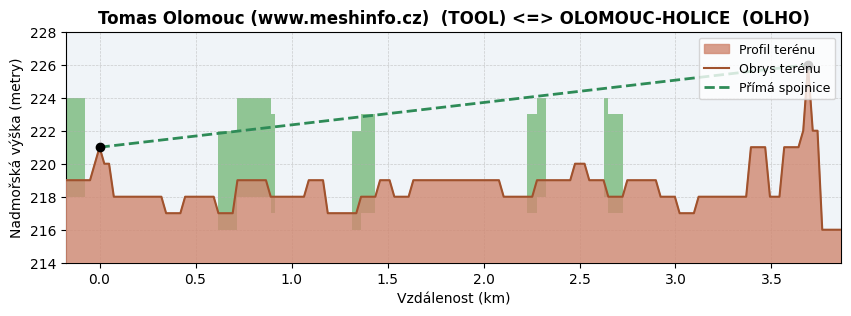 Tomas Olomouc (www.meshinfo.cz)  (TOOL) <=> OLOMOUC-HOLICE  (OLHO)
Nadmořská výška (metry)
228
226
224
222
220
218
216
214
Profil terénu
Obrys terénu
Přímá spojnice
0.0
0.5
1.0
1.5
2.0
2.5
3.0
3.5
Vzdálenost (km)